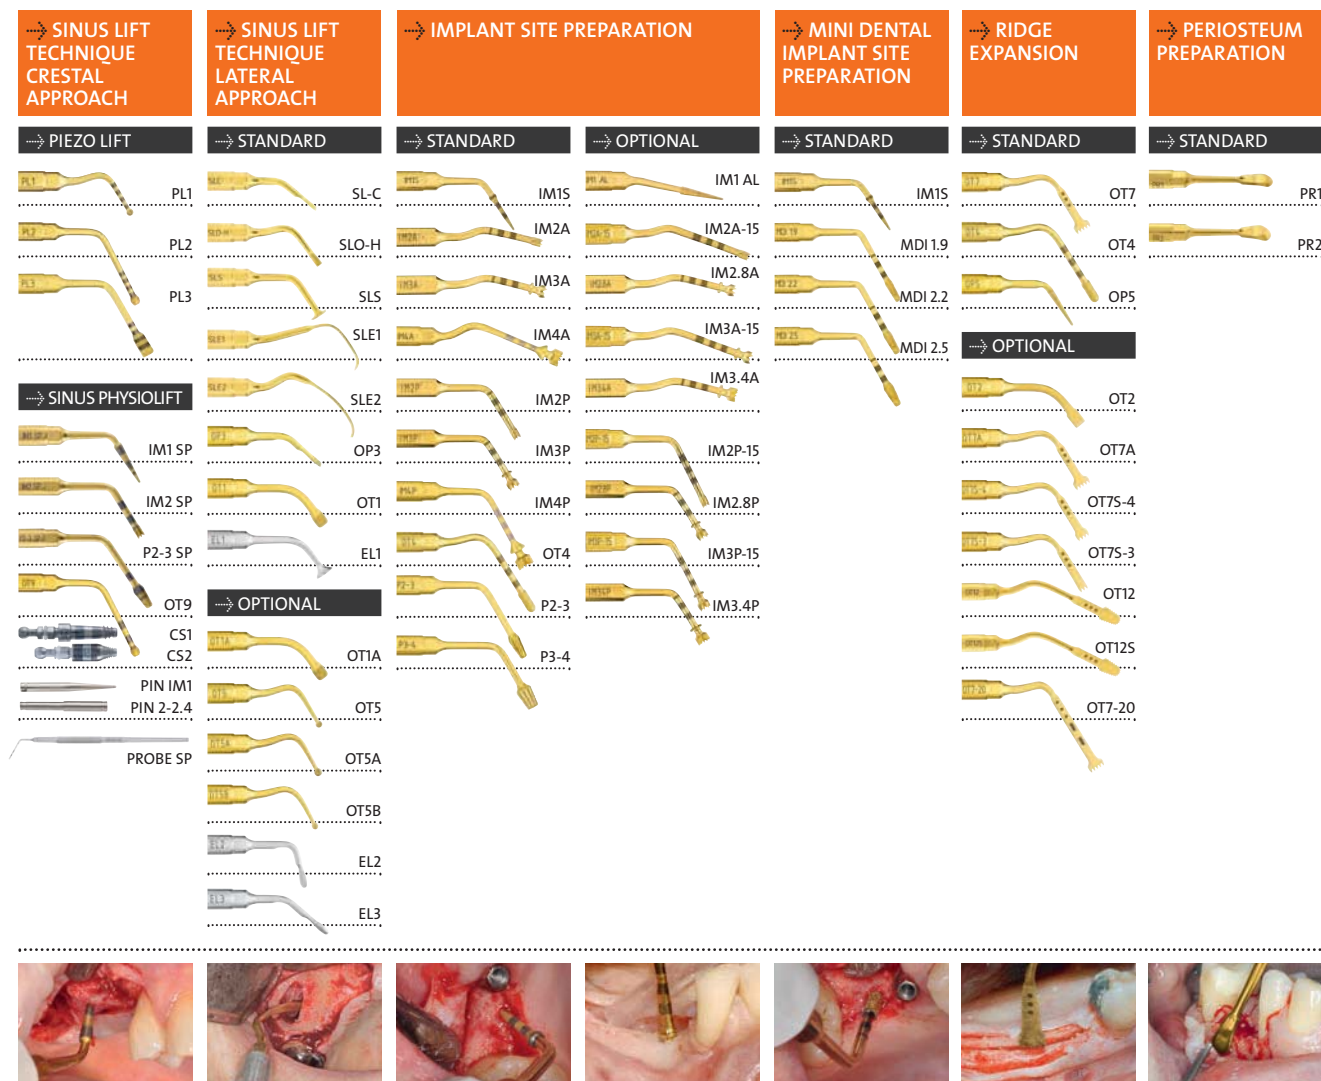 SINUS LIFT
TECHNIQUE
CRESTAL
APPROACH
PIEZO LIFT
PL1
PL2
PL3
SINUS PHYSIOLIFT
IM1 SP
IM2 SP
P2-3 SP
OT9
CS1
CS2
PIN IM1
PIN 2-2.4
PROBE SP
SINUS LIFT
TECHNIQUE
LATERAL
APPROACH
STANDARD
SL-C
SLO-H
SLS
SLE1
SLE2
OP3
OT1
EL1
OPTIONAL
OT1A
OT5
OT5A
OT5B
EL2
EL3
IMPLANT SITE PREPARATION
STANDARD
IM1S
IM2A
IM3A
IM4A
IM2P
IM3P
IM4P
OT4
P2-3
P3-4
OPTIONAL
IM1 AL
IM2A-15
IM2.8A
IM3A-15
IM3.4A
IM2P-15
IM2.8P
IM3P-15
IM3.4P
MINI DENTAL
IMPLANT SITE
PREPARATION
STANDARD
IM1S
MDI 1.9
MDI 2.2
MDI 2.5
RIDGE
EXPANSION
STANDARD
OT7
OT4
OP5
OPTIONAL
OT2
OT7A
OT7S-4
OT7S-3
OT12
OT12S
OT7-20
PERIOSTEUM
PREPARATION
STANDARD
PR1
PR2